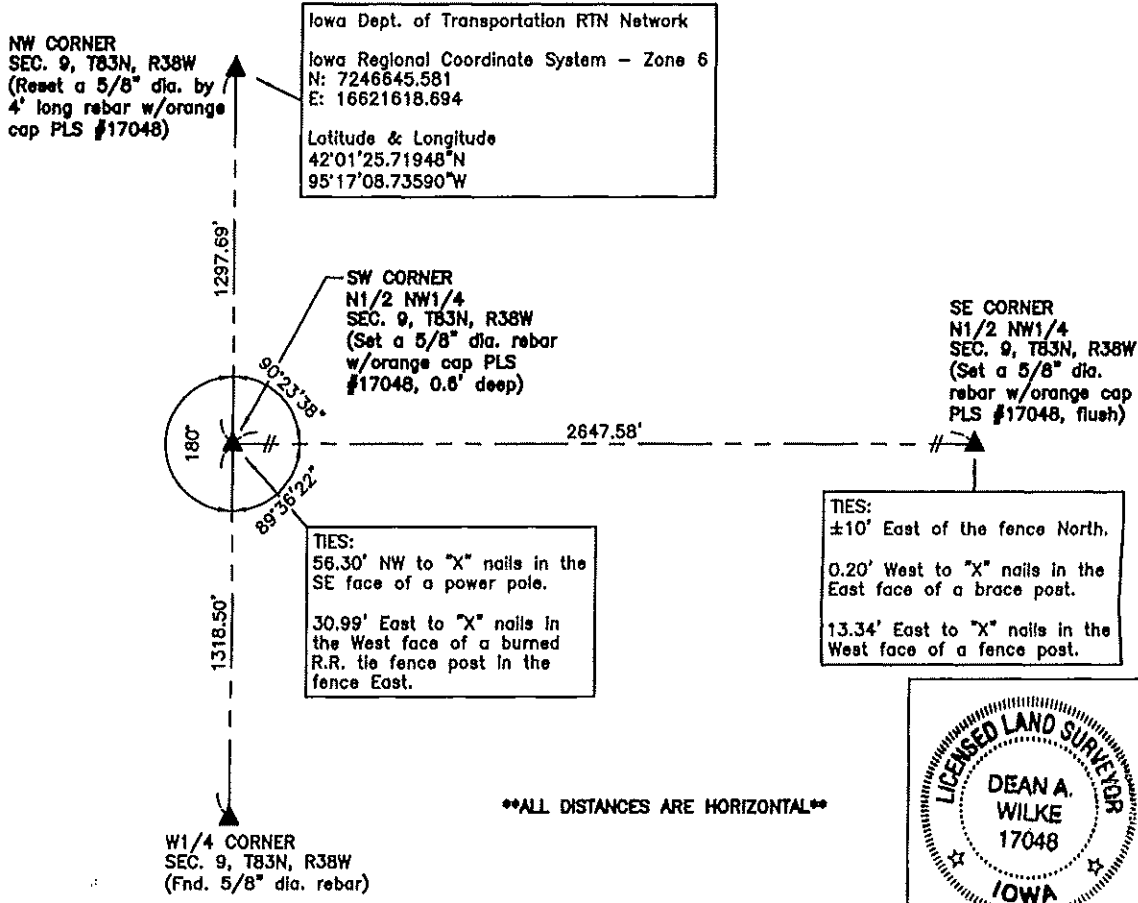 Iowa Dept. of Transportation RTN Network
Iowa Regional Coordinate System – Zone 6
N: 7246645.581
E: 16621618.694
Latitude & Longitude
42°01'25.71948"N
95°17'08.73590"W
NW CORNER
SEC. 9, T83N, R38W
(Reset a 5/8" dia. by
4' long rebar w/orange
cap PLS #17048)
1297.69'
SW CORNER
N1/2 NW1/4
SEC. 9, T83N, R38W
(Set a 5/8" dia. rebar
w/orange cap PLS
#17048, 0.6' deep)
90°23'38"
180°
89°36'22"
2647.58'
SE CORNER
N1/2 NW1/4
SEC. 9, T83N, R38W
(Set a 5/8" dia.
rebar w/orange cap
PLS #17048, flush)
TIES:
56.30' NW to "X" nails in the
SE face of a power pole.
30.99' East to "X" nails in
the West face of a burned
R.R. tie fence post in the
fence East.
TIES:
±10' East of the fence North.
0.20' West to "X" nails in the
East face of a brace post.
13.34' East to "X" nails in the
West face of a fence post.
1318.50'
W1/4 CORNER
SEC. 9, T83N, R38W
(Fnd. 5/8" dia. rebar)
**ALL DISTANCES ARE HORIZONTAL**
LICENSED LAND SURVEYOR
DEAN A.
WILKE
17048
IOWA